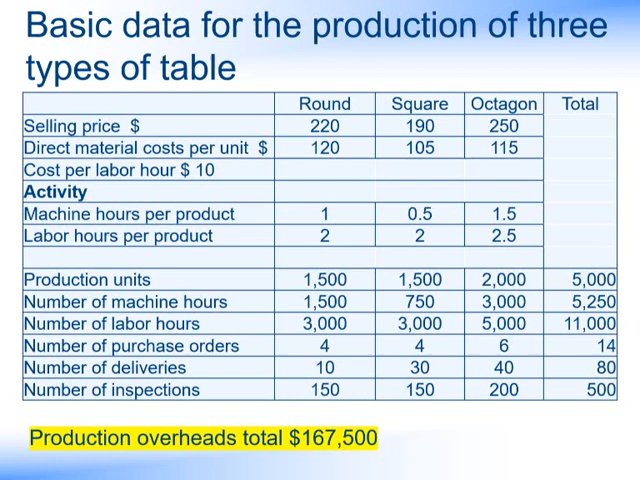 Basic data for the production of three
types of table
Round Square Octagon Total
Selling price $ 220 190 250
Direct material costs per unit $ 120 105 115
Cost per labor hour $ 10
Activity
Machine hours per product 1 0.5 1.5
Labor hours per product 2 2 2.5
Production units 1,500 1,500 2,000 5,000
Number of machine hours 1,500 750 3,000 5,250
Number of labor hours 3,000 3,000 5,000 11,000
Number of purchase orders 4 4 6 14
Number of deliveries 10 30 40 80
Number of inspections 150 150 200 500
Production overheads total $167,500